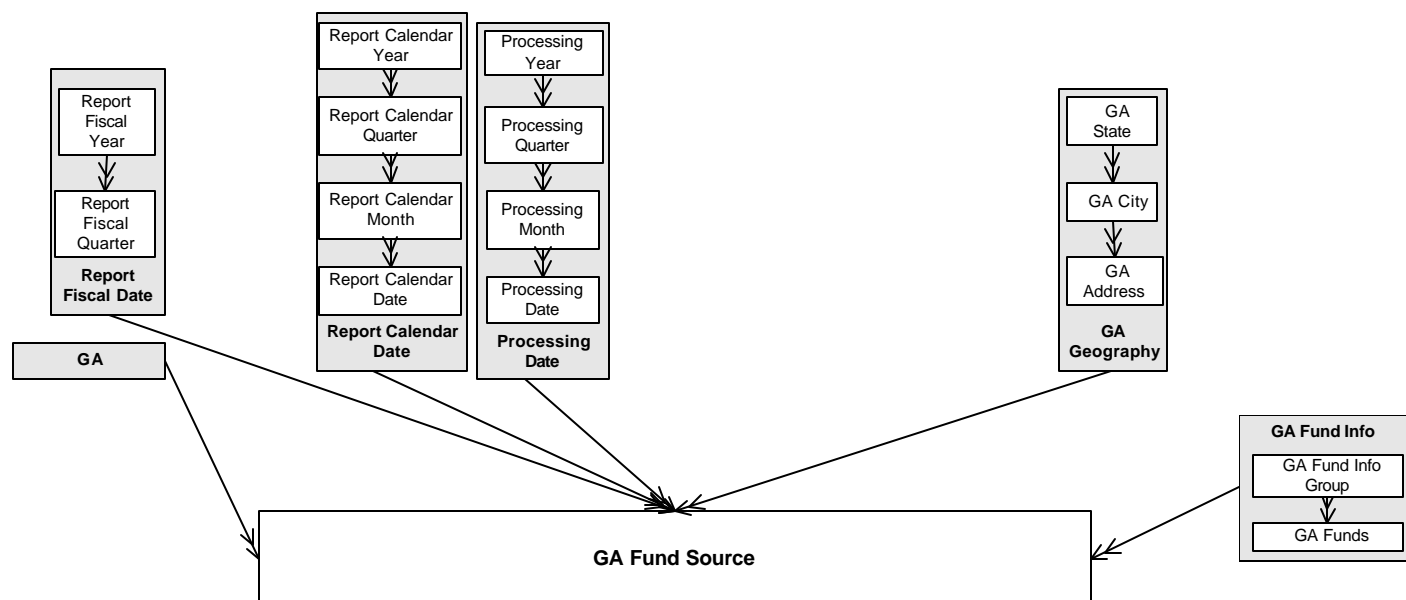 Report
Fiscal
Year
Report
Fiscal
Quarter
Report
Fiscal Date
GA
Report Calendar
Year
Report Calendar
Quarter
Report Calendar
Month
Report Calendar
Date
Report Calendar
Date
Processing
Year
Processing
Quarter
Processing
Month
Processing
Date
Processing
Date
GA
State
GA City
GA
Address
GA
Geography
GA Fund Info
GA Fund Info
Group
GA Funds
GA Fund Source